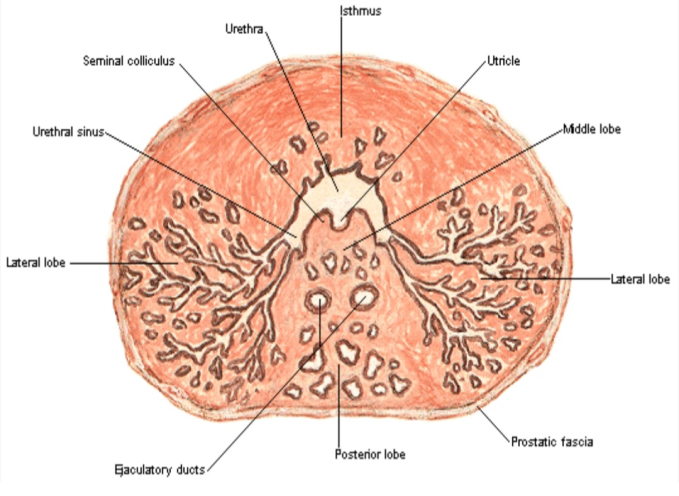 Isthmus
Urethra
Seminal colliculus
Utricle
Urethral sinus
Middle lobe
Lateral lobe
Lateral lobe
Prostatic fascia
Posterior lobe
Ejaculatory ducts